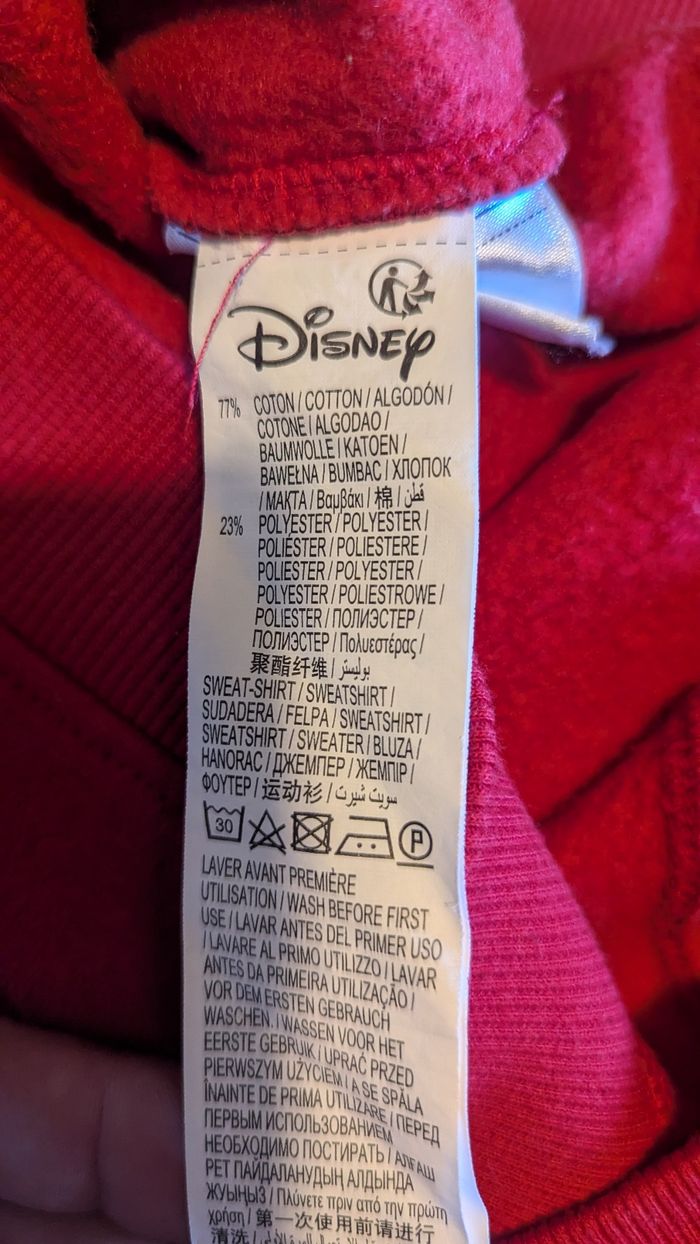 DISNEY
77% COTON / COTTON / ALGODÓN /
COTONE / ALGODAO /
BAUMWOLLE / KATOEN /
BAWEŁNA / BUMBAC / ХЛОПОК
/ МАҚТА / Βαμβάκι / 棉 / قطن /
23% POLYESTER / POLYESTER /
POLIÉSTER / POLIESTERE /
POLIESTER / POLYESTER /
POLYESTER / POLIESTROWE /
POLIESTER / ПОЛИЭСТЕР /
ПОЛИЭСТЕР / Πολυεστέρας /
聚酯纤维 / بوليستر
SWEAT-SHIRT / SWEATSHIRT /
SUDADERA / FELPA / SWEATSHIRT /
SWEATSHIRT / SWEATER / BLUZA /
HANORAC / ДЖЕМПЕР / ЖЕМПІР /
ΦΟΥΤΕΡ / 运动衫 / سويت شيرت
30 P
LAVER AVANT PREMIÈRE
UTILISATION / WASH BEFORE FIRST
USE / LAVAR ANTES DEL PRIMER USO
/ LAVARE AL PRIMO UTILIZZO / LAVAR
ANTES DA PRIMEIRA UTILIZAÇÃO /
VOR DEM ERSTEN GEBRAUCH
WASCHEN. / WASSEN VOOR HET
EERSTE GEBRUIK / UPRAĆ PRZED
PIERWSZYM UŻYCIEM / A SE SPĂLA
ÎNAINTE DE PRIMA UTILIZARE / ПЕРЕД
ПЕРВЫМ ИСПОЛЬЗОВАНИЕМ
НЕОБХОДИМО ПОСТИРАТЬ / АЛҒАШ
РЕТ ПАЙДАЛАНУДЫҢ АЛДЫНДА
ЖУЫҢЫЗ / Πλύνετε πριν από την πρώτη
χρήση / 第一次使用前请进行
清洗 /